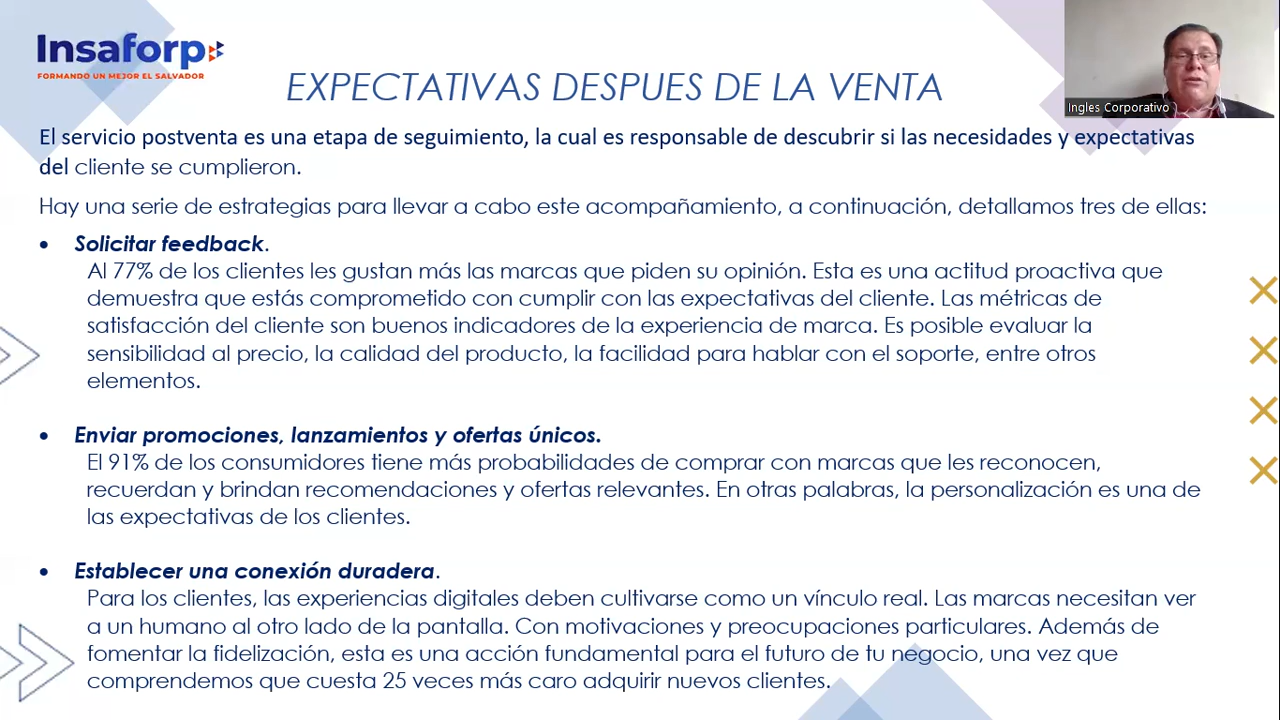 Insaforp
FORMANDO UN MEJOR EL SALVADOR
EXPECTATIVAS DESPUES DE LA VENTA
Ingles Corporativo
El servicio postventa es una etapa de seguimiento, la cual es responsable de descubrir si las necesidades y expectativas
del cliente se cumplieron.
Hay una serie de estrategias para llevar a cabo este acompañamiento, a continuación, detallamos tres de ellas:
• Solicitar feedback.
Al 77% de los clientes les gustan más las marcas que piden su opinión. Esta es una actitud proactiva que
demuestra que estás comprometido con cumplir con las expectativas del cliente. Las métricas de
satisfacción del cliente son buenos indicadores de la experiencia de marca. Es posible evaluar la
sensibilidad al precio, la calidad del producto, la facilidad para hablar con el soporte, entre otros
elementos.
• Enviar promociones, lanzamientos y ofertas únicos.
El 91% de los consumidores tiene más probabilidades de comprar con marcas que les reconocen,
recuerdan y brindan recomendaciones y ofertas relevantes. En otras palabras, la personalización es una de
las expectativas de los clientes.
• Establecer una conexión duradera.
Para los clientes, las experiencias digitales deben cultivarse como un vínculo real. Las marcas necesitan ver
a un humano al otro lado de la pantalla. Con motivaciones y preocupaciones particulares. Además de
fomentar la fidelización, esta es una acción fundamental para el futuro de tu negocio, una vez que
comprendemos que cuesta 25 veces más caro adquirir nuevos clientes.